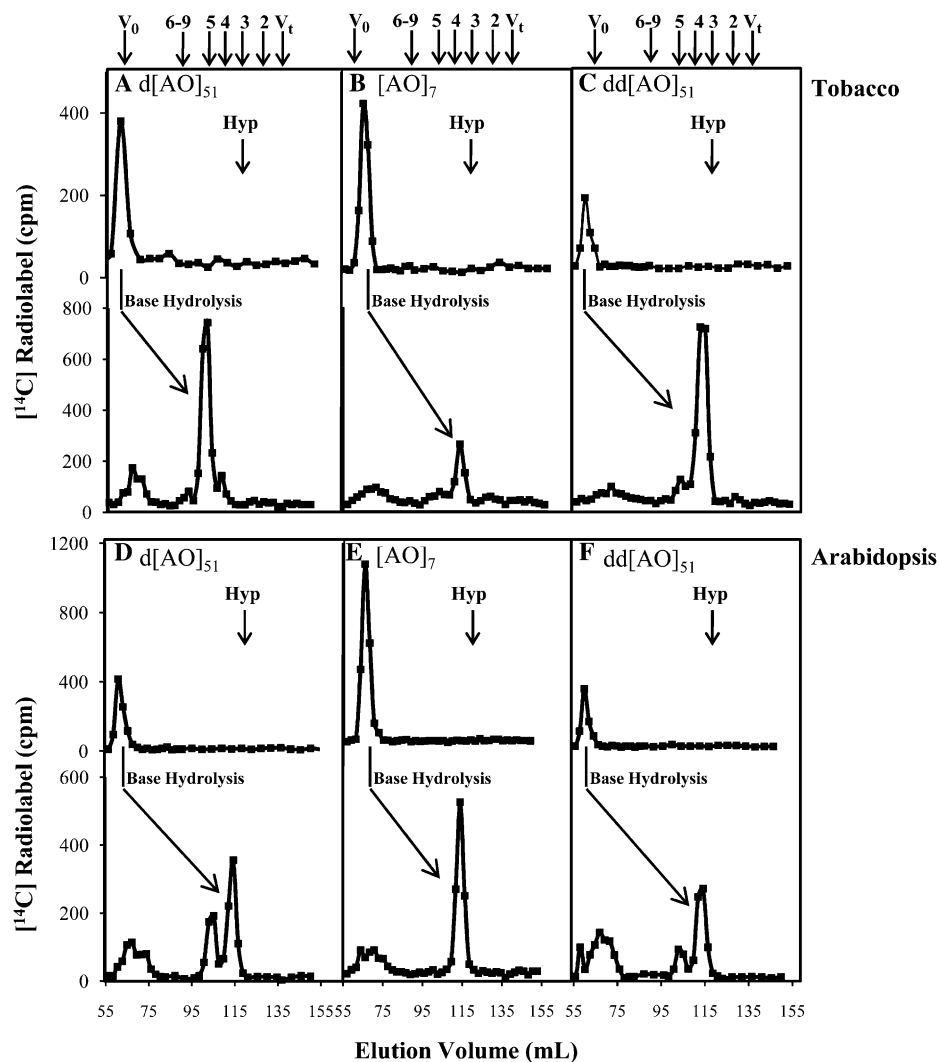 V0 6-9 5 4 3 2 Vt V0 6-9 5 4 3 2 Vt V0 6-9 5 4 3 2 Vt
A d[AO]51 B [AO]7 C dd[AO]51 Tobacco
Hyp Hyp Hyp
400
200
0
Base Hydrolysis Base Hydrolysis Base Hydrolysis
800
600
400
200
0
[14C] Radiolabel (cpm)
D d[AO]51 E [AO]7 F dd[AO]51 Arabidopsis
Hyp Hyp Hyp
1200
800
400
0
Base Hydrolysis Base Hydrolysis Base Hydrolysis
600
400
200
0
[14C] Radiolabel (cpm)
55 75 95 115 135 155 55 75 95 115 135 155 55 75 95 115 135 155
Elution Volume (mL)